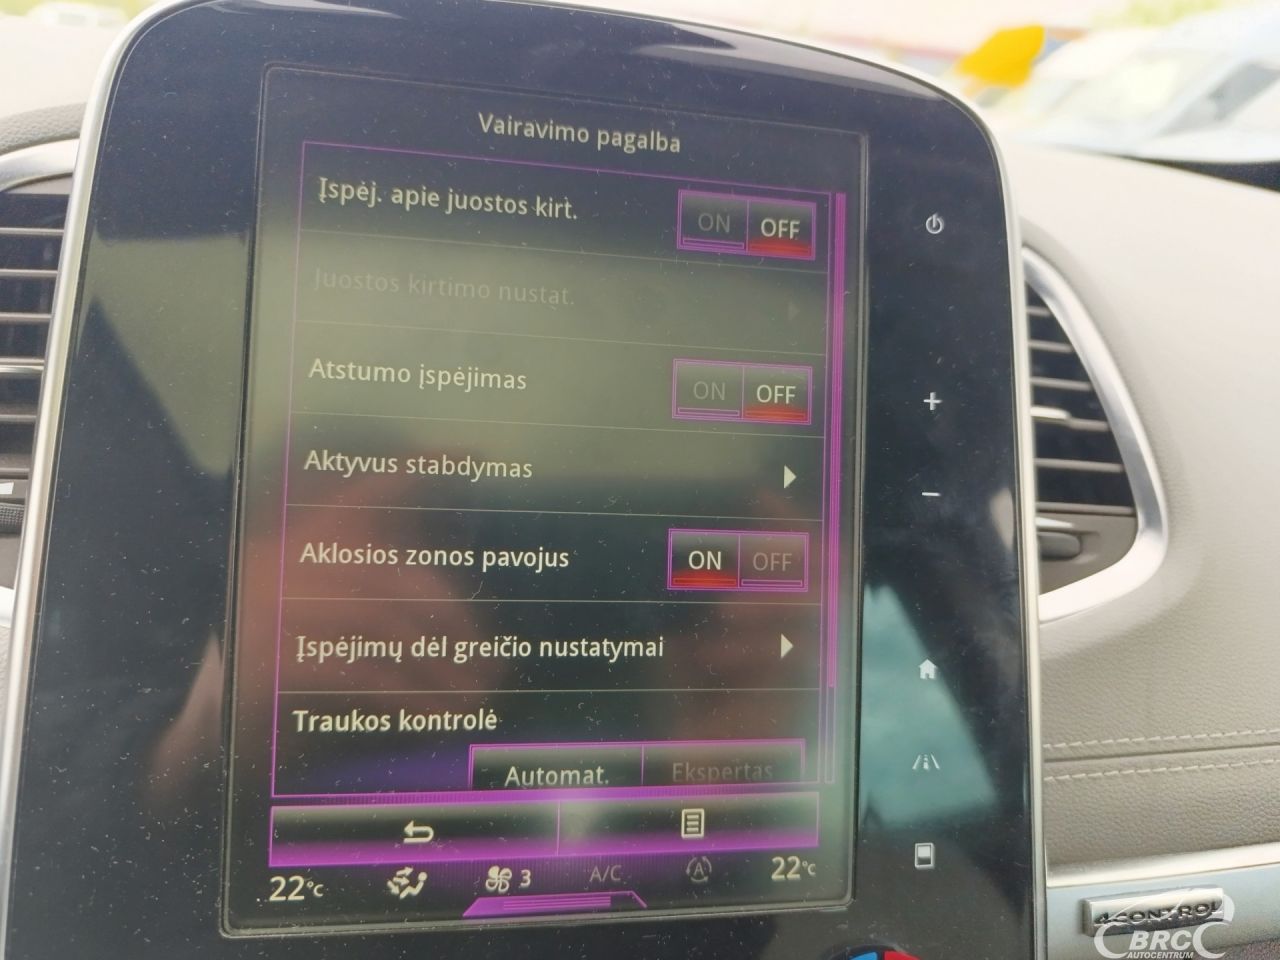 Vairavimo pagalba
Įspėj. apie juostos kirt.
ON OFF
Juostos kirtimo nustat.
Atstumo įspėjimas
ON OFF
Aktyvus stabdymas
Aklosios zonos pavojus
ON OFF
Įspėjimų dėl greičio nustatymai
Traukos kontrolė
Automat. Ekspertas
22°C 3 A/C A 22°C
4CONTROL
BRC
AUTOCENTRUM